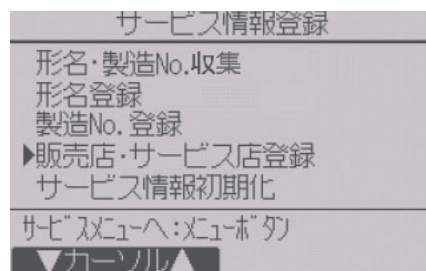 サービス情報登録
形名・製造No.収集
形名登録
製造No.登録
▶販売店・サービス店登録
サービス情報初期化
ｻｰﾋﾞｽﾒﾆｭｰへ:ﾒﾆｭｰﾎﾞﾀﾝ
▼カーソル▲